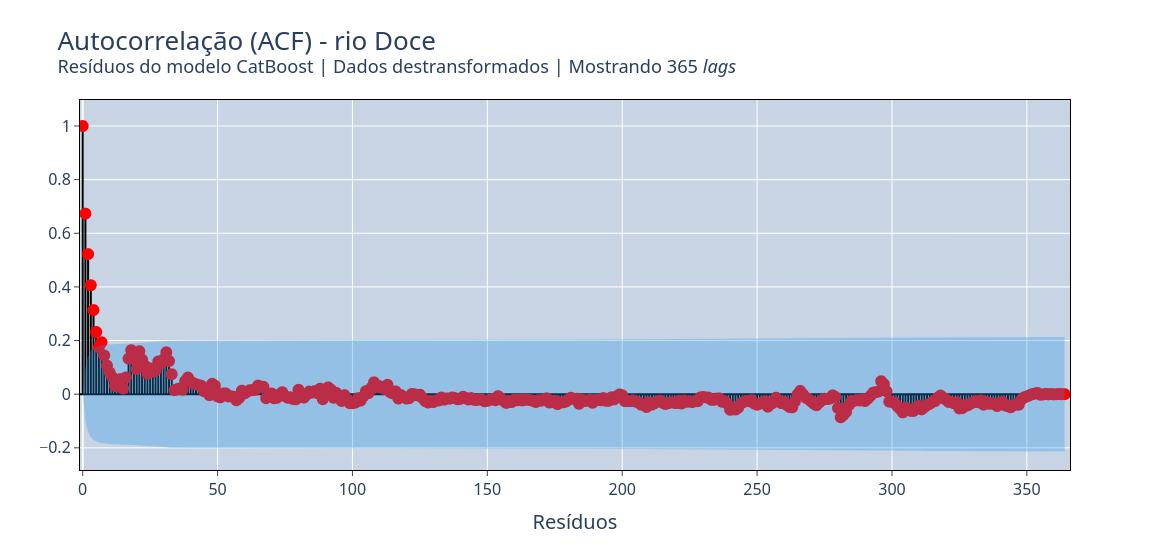 Autocorrelação (ACF) - rio Doce
Resíduos do modelo CatBoost | Dados destransformados | Mostrando 365 lags
1
0.8
0.6
0.4
0.2
0
−0.2
0 50 100 150 200 250 300 350
Resíduos